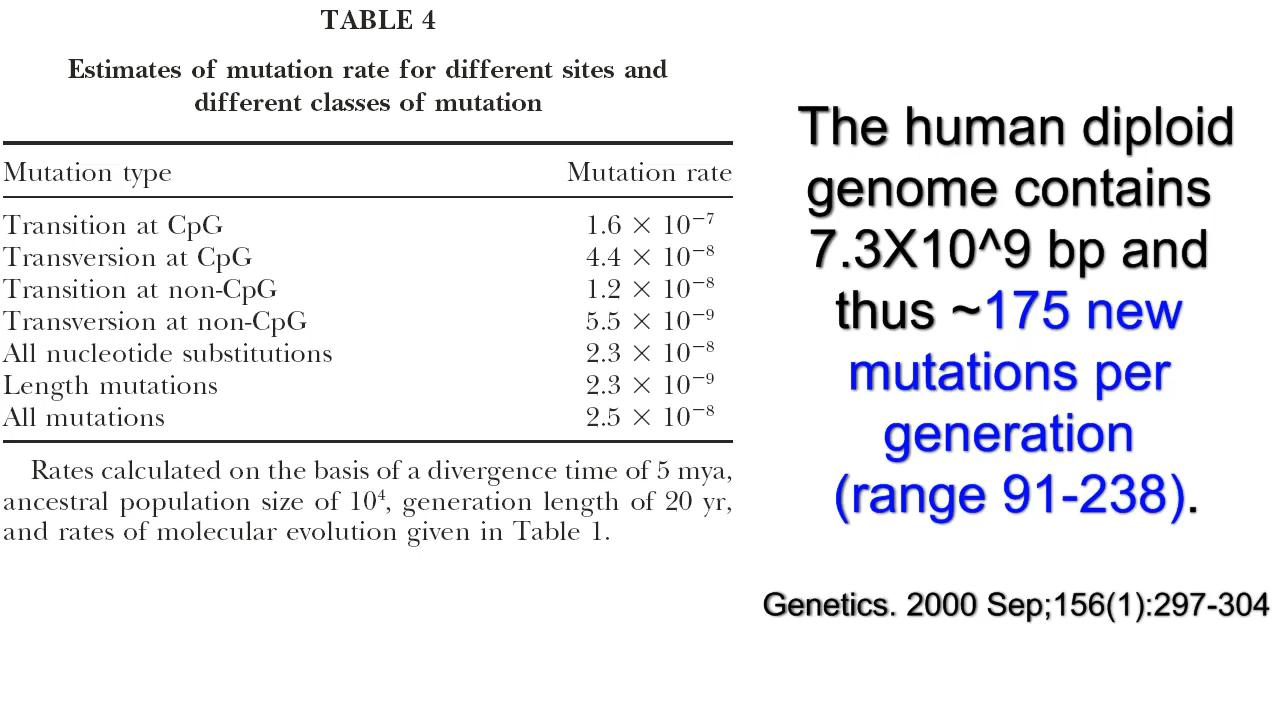 TABLE 4
Estimates of mutation rate for different sites and
different classes of mutation
Mutation type Mutation rate
Transition at CpG 1.6 × 10⁻⁷
Transversion at CpG 4.4 × 10⁻⁸
Transition at non-CpG 1.2 × 10⁻⁸
Transversion at non-CpG 5.5 × 10⁻⁹
All nucleotide substitutions 2.3 × 10⁻⁸
Length mutations 2.3 × 10⁻⁹
All mutations 2.5 × 10⁻⁸
Rates calculated on the basis of a divergence time of 5 mya,
ancestral population size of 10⁴, generation length of 20 yr,
and rates of molecular evolution given in Table 1.
The human diploid
genome contains
7.3X10^9 bp and
thus ~175 new
mutations per
generation
(range 91-238).
Genetics. 2000 Sep;156(1):297-304